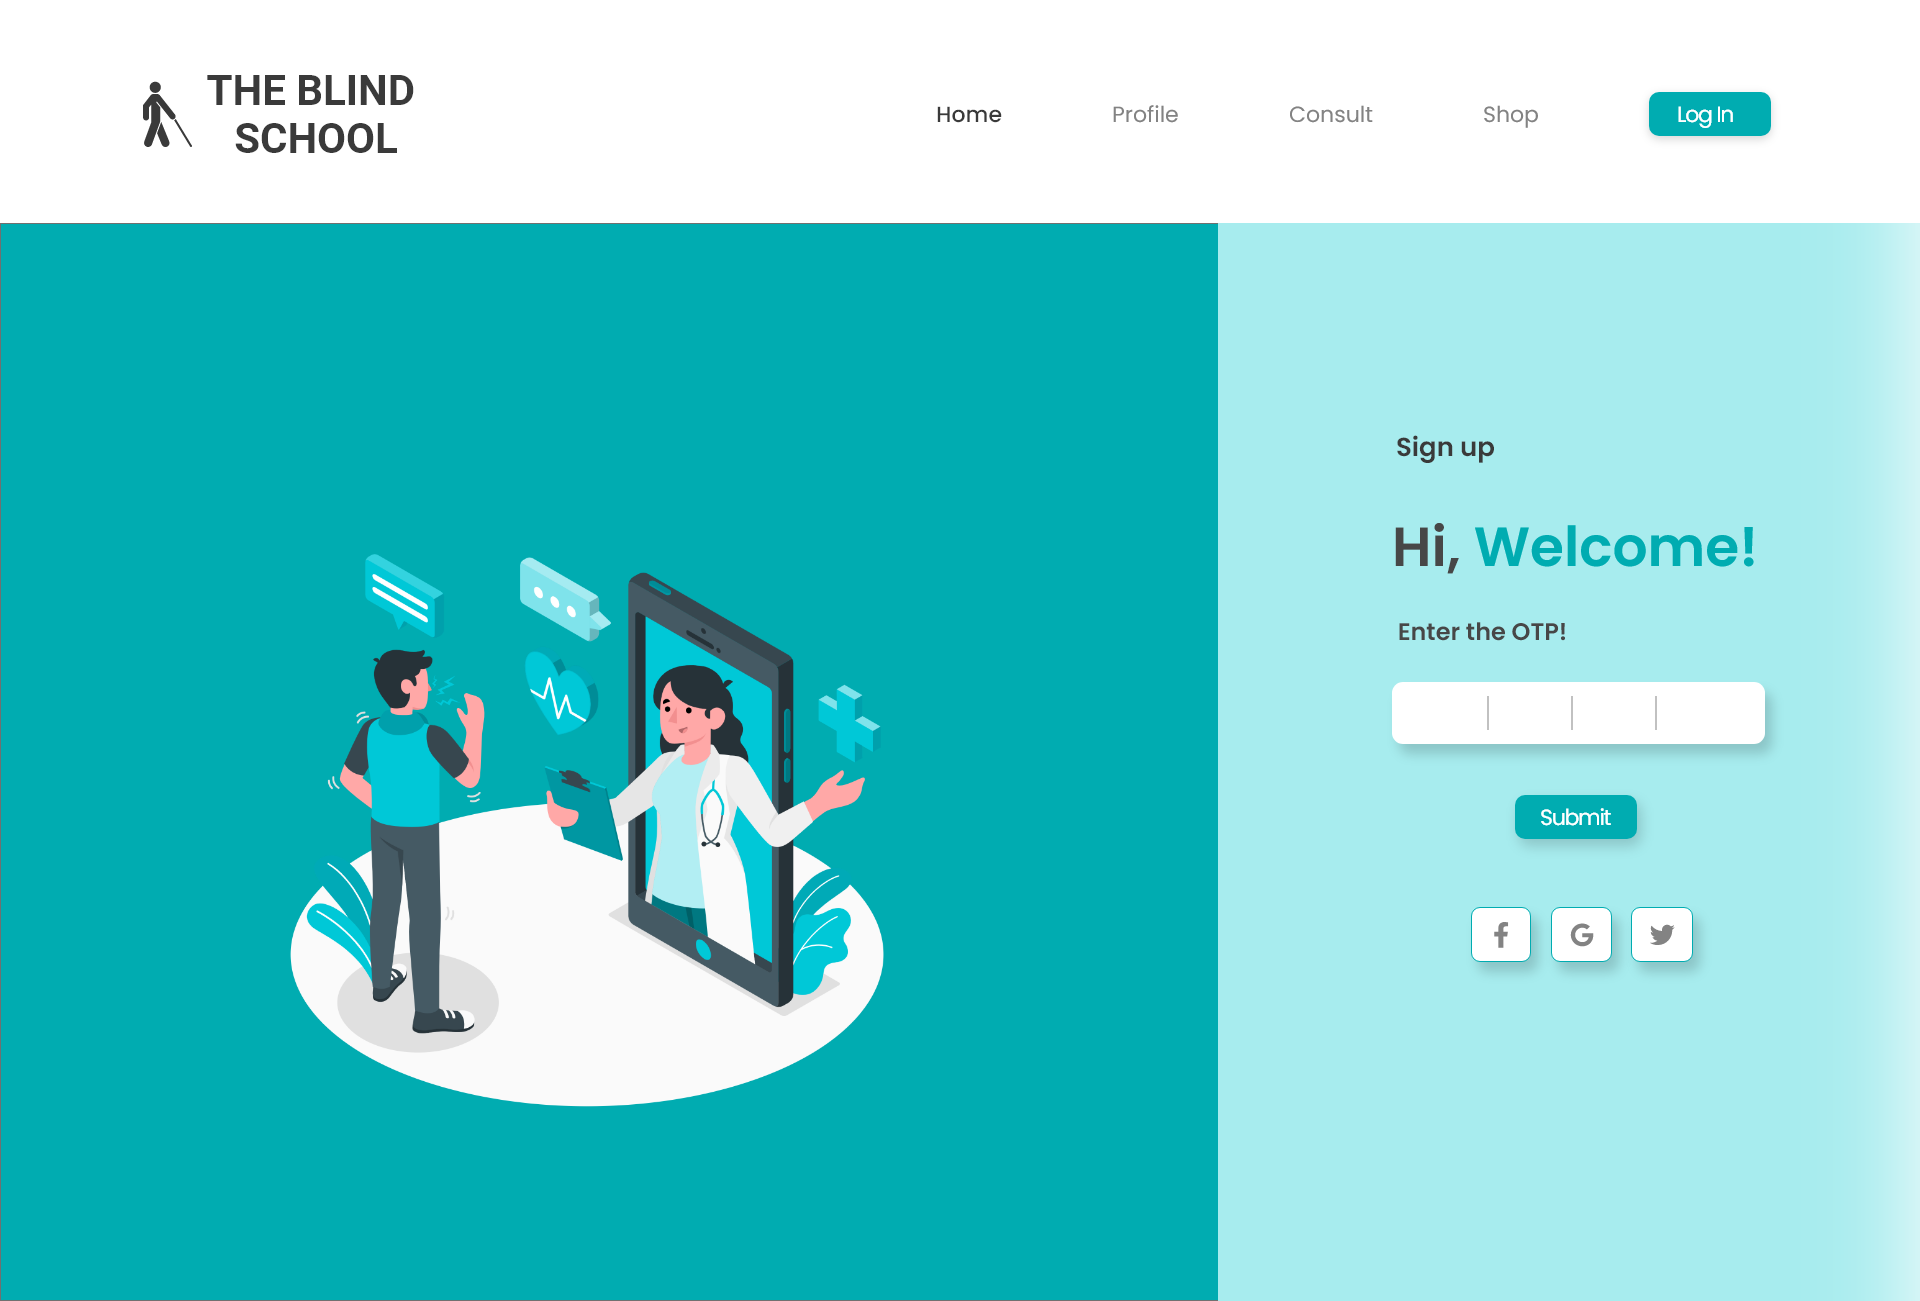 THE BLIND
SCHOOL
Home
Profile
Consult
Shop
Log In
Sign up
Hi, Welcome!
Enter the OTP!
Submit